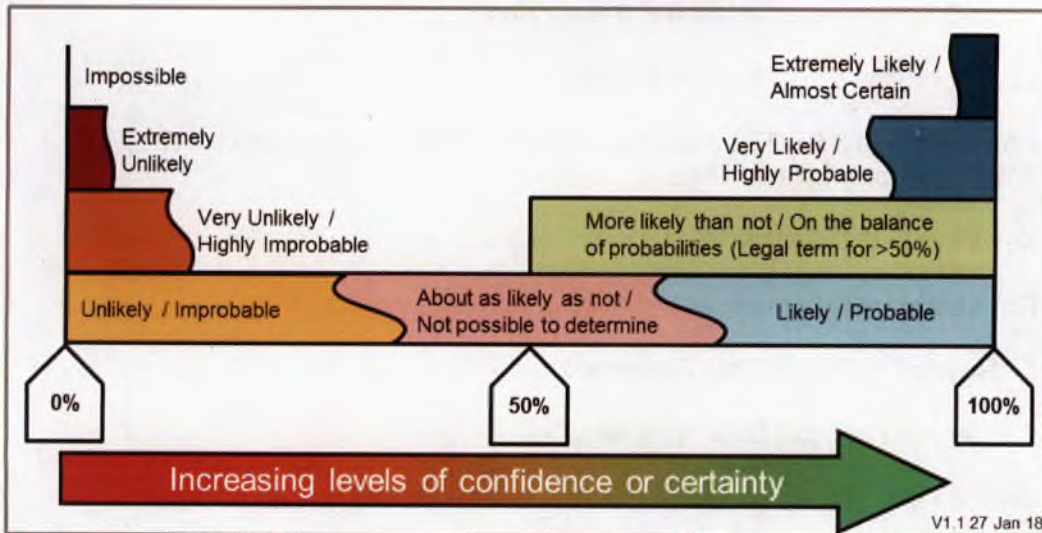 Impossible
Extremely
Unlikely
Very Unlikely /
Highly Improbable
Unlikely / Improbable
About as likely as not /
Not possible to determine
Extremely Likely /
Almost Certain
Very Likely /
Highly Probable
More likely than not / On the balance
of probabilities (Legal term for >50%)
Likely / Probable
0%
50%
100%
Increasing levels of confidence or certainty
V1.1 27 Jan 18